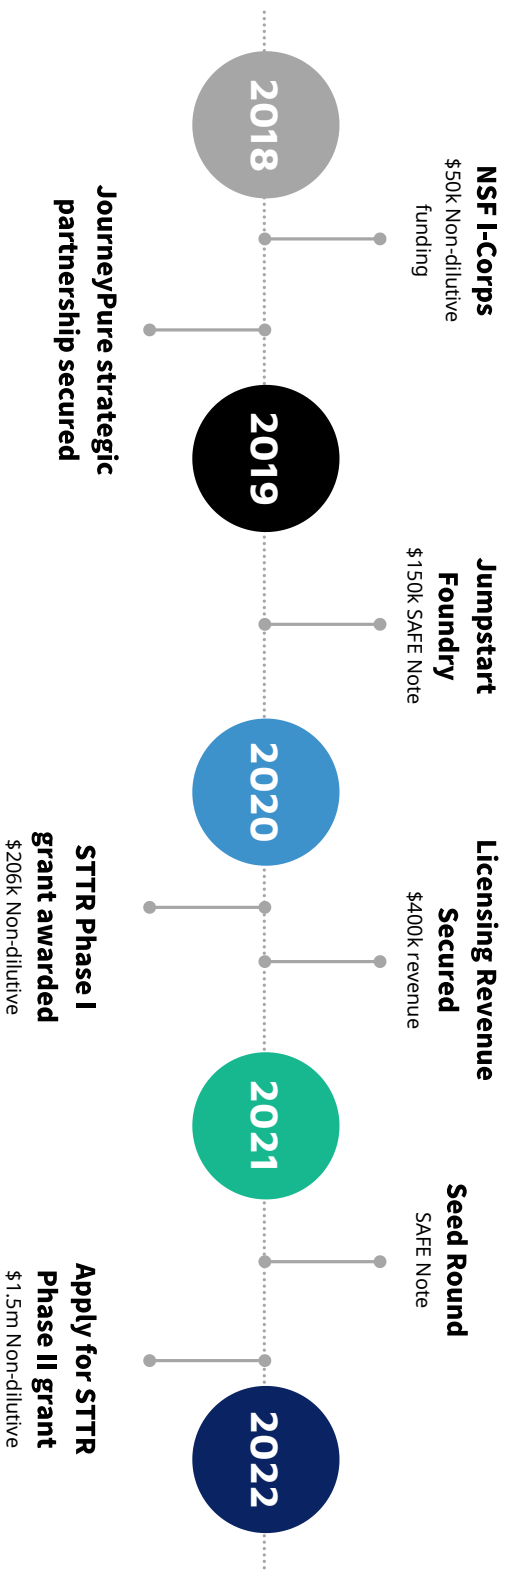 2018
NSF I-Corps
$50k Non-dilutive
funding
JourneyPure strategic
partnership secured
2019
Jumpstart
Foundry
$150k SAFE Note
2020
STTR Phase I
grant awarded
$206k Non-dilutive
Licensing Revenue
Secured
$400k revenue
2021
Seed Round
SAFE Note
Apply for STTR
Phase II grant
$1.5m Non-dilutive
2022